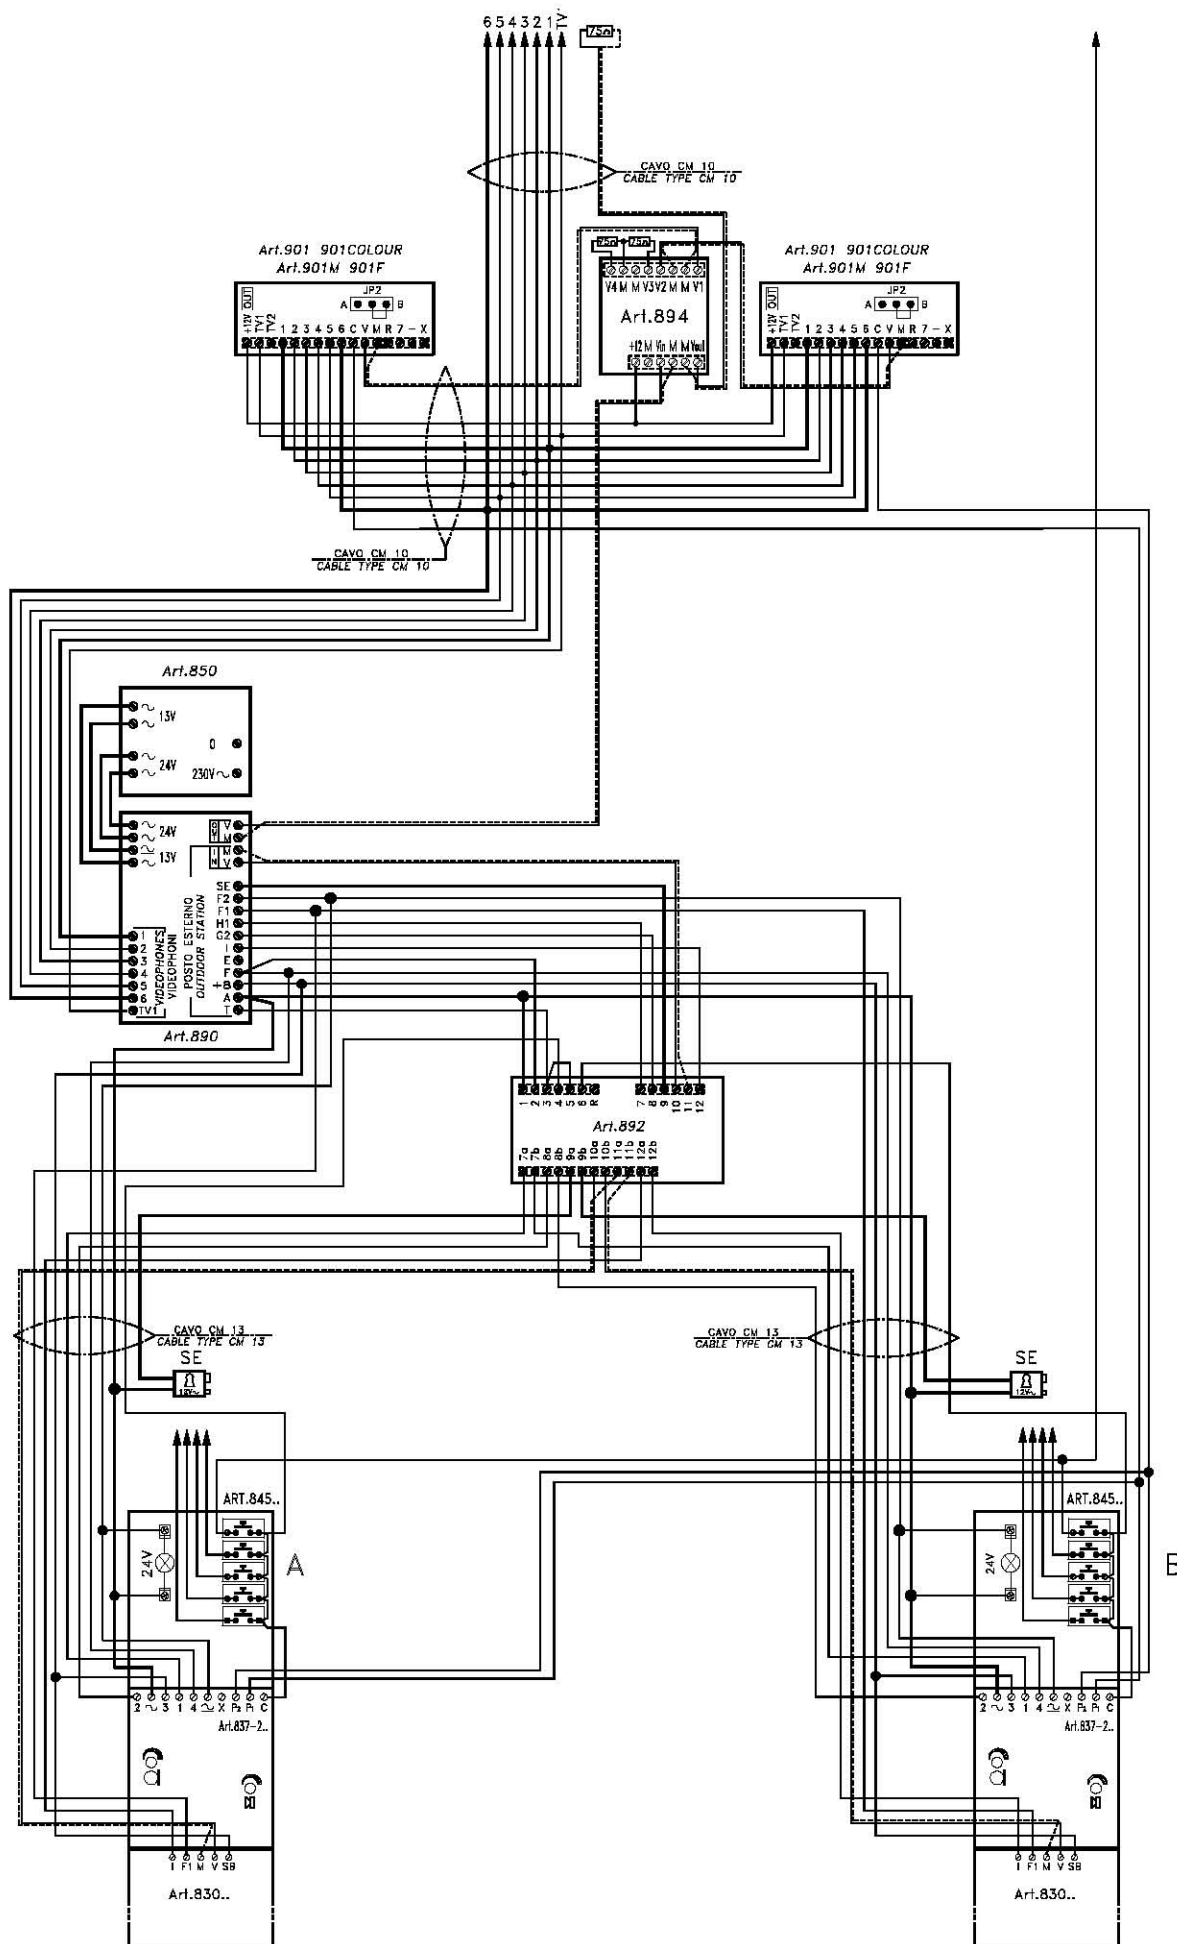 6 5 4 3 2 1 TV
75Ω
CAVO CM 10
CABLE TYPE CM 10
Art.901 901COLOUR
Art.901M 901F
OUT
JP2
A B
+12V TV1 TV2 1 2 3 4 5 6 C V M R 7 - X
75Ω 75Ω
V4 M M V3 V2 M M V1
Art.894
+12 M Vin M M Vout
Art.901 901COLOUR
Art.901M 901F
OUT
JP2
A B
+12V TV1 TV2 1 2 3 4 5 6 C V M R 7 - X
CAVO CM 10
CABLE TYPE CM 10
Art.850
13V
0
24V
230V~
24V
13V
OUT
V
M
IN
M
V
SE
F2
F1
H1
G2
I
E
F
+B
A
T
POSTO ESTERNO
OUTDOOR STATION
VIDEOPHONES
VIDEOPHONI
1
2
3
4
5
6
TV1
Art.890
1 2 3 4 5 6 R 7 8 9 10 11 12
Art.892
7a 7b 8a 8b 9a 9b 10a 10b 11a 11b 12a 12b
CAVO CM 13
CABLE TYPE CM 13
SE
12V~
CAVO CM 13
CABLE TYPE CM 13
SE
12V~
ART.845..
24V
A
2 ~ 3 1 4 ~ X P2 P1 C
Art.837-2..
I F1 M V SB
Art.830..
ART.845..
24V
B
2 ~ 3 1 4 ~ X P2 P1 C
Art.837-2..
I F1 M V SB
Art.830..